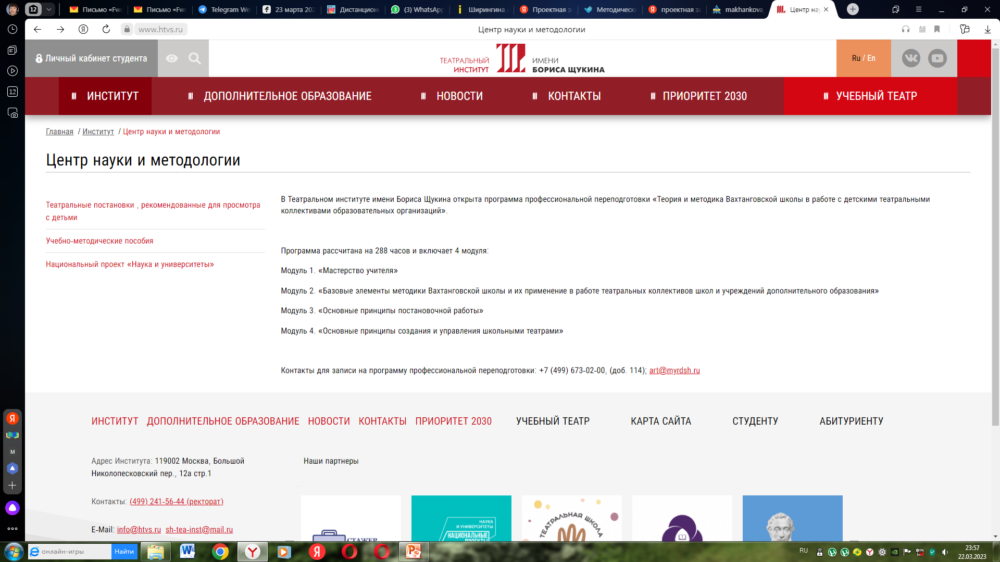 12
Письмо «Fwd
Письмо «Fwd
Telegram We
23 марта 202
Дистанцион
(3) WhatsApp
Ширингина
Проектная за
Методическ
проектная за
makhankova_
Центр нау
www.htvs.ru
Центр науки и методологии
Личный кабинет студента
ТЕАТРАЛЬНЫЙ
ИНСТИТУТ
ИМЕНИ
БОРИСА ЩУКИНА
Ru / En
ИНСТИТУТ
ДОПОЛНИТЕЛЬНОЕ ОБРАЗОВАНИЕ
НОВОСТИ
КОНТАКТЫ
ПРИОРИТЕТ 2030
УЧЕБНЫЙ ТЕАТР
12
Главная / Институт / Центр науки и методологии
Центр науки и методологии
Театральные постановки , рекомендованные для просмотра
с детьми
Учебно-методические пособия
Национальный проект «Наука и университеты»
В Театральном институте имени Бориса Щукина открыта программа профессиональной переподготовки «Теория и методика Вахтанговской школы в работе с детскими театральными
коллективами образовательных организаций».
Программа рассчитана на 288 часов и включает 4 модуля:
Модуль 1. «Мастерство учителя»
Модуль 2. «Базовые элементы методики Вахтанговской школы и их применение в работе театральных коллективов школ и учреждений дополнительного образования»
Модуль 3. «Основные принципы постановочной работы»
Модуль 4. «Основные принципы создания и управления школьными театрами»
Контакты для записи на программу профессиональной переподготовки: +7 (499) 673-02-00, (доб. 114); art@myrdsh.ru
ИНСТИТУТ
ДОПОЛНИТЕЛЬНОЕ ОБРАЗОВАНИЕ
НОВОСТИ
КОНТАКТЫ
ПРИОРИТЕТ 2030
УЧЕБНЫЙ ТЕАТР
КАРТА САЙТА
СТУДЕНТУ
АБИТУРИЕНТУ
Адрес Института: 119002 Москва, Большой
Николопесковский пер., 12а стр.1
Контакты: (499) 241-56-44 (ректорат)
E-Mail: info@htvs.ru sh-tea-inst@mail.ru
Наши партнеры
СТАЖЕР
НАУКА
И УНИВЕРСИТЕТЫ
НАЦИОНАЛЬНЫЕ
ПРОЕКТЫ
ТЕАТРАЛЬНАЯ ШКОЛА
М
онлайн-игры
Найти
RU
23:57
22.03.2023